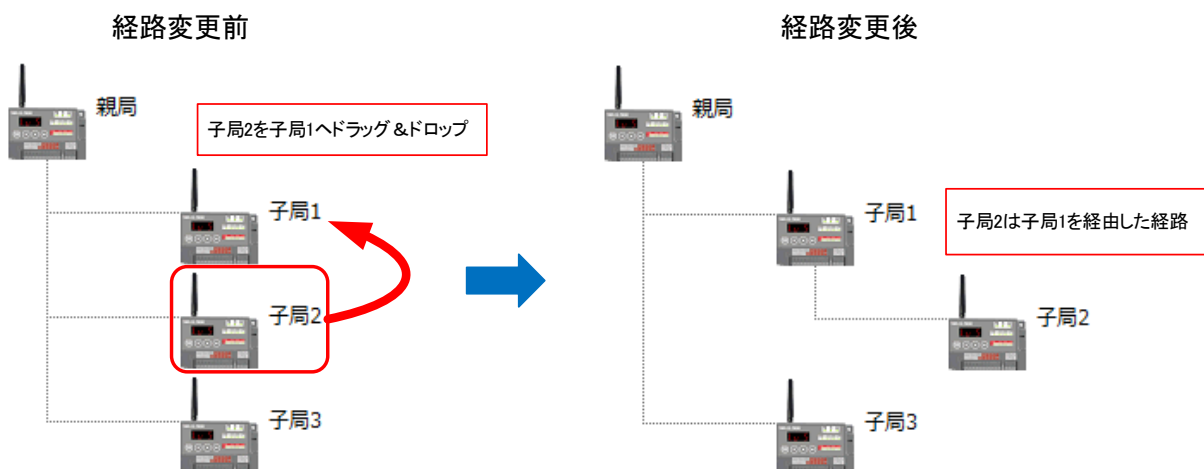 経路変更前
親局
子局2を子局1へドラッグ&ドロップ
子局1
子局2
子局3
経路変更後
親局
子局1
子局2は子局1を経由した経路
子局2
子局3